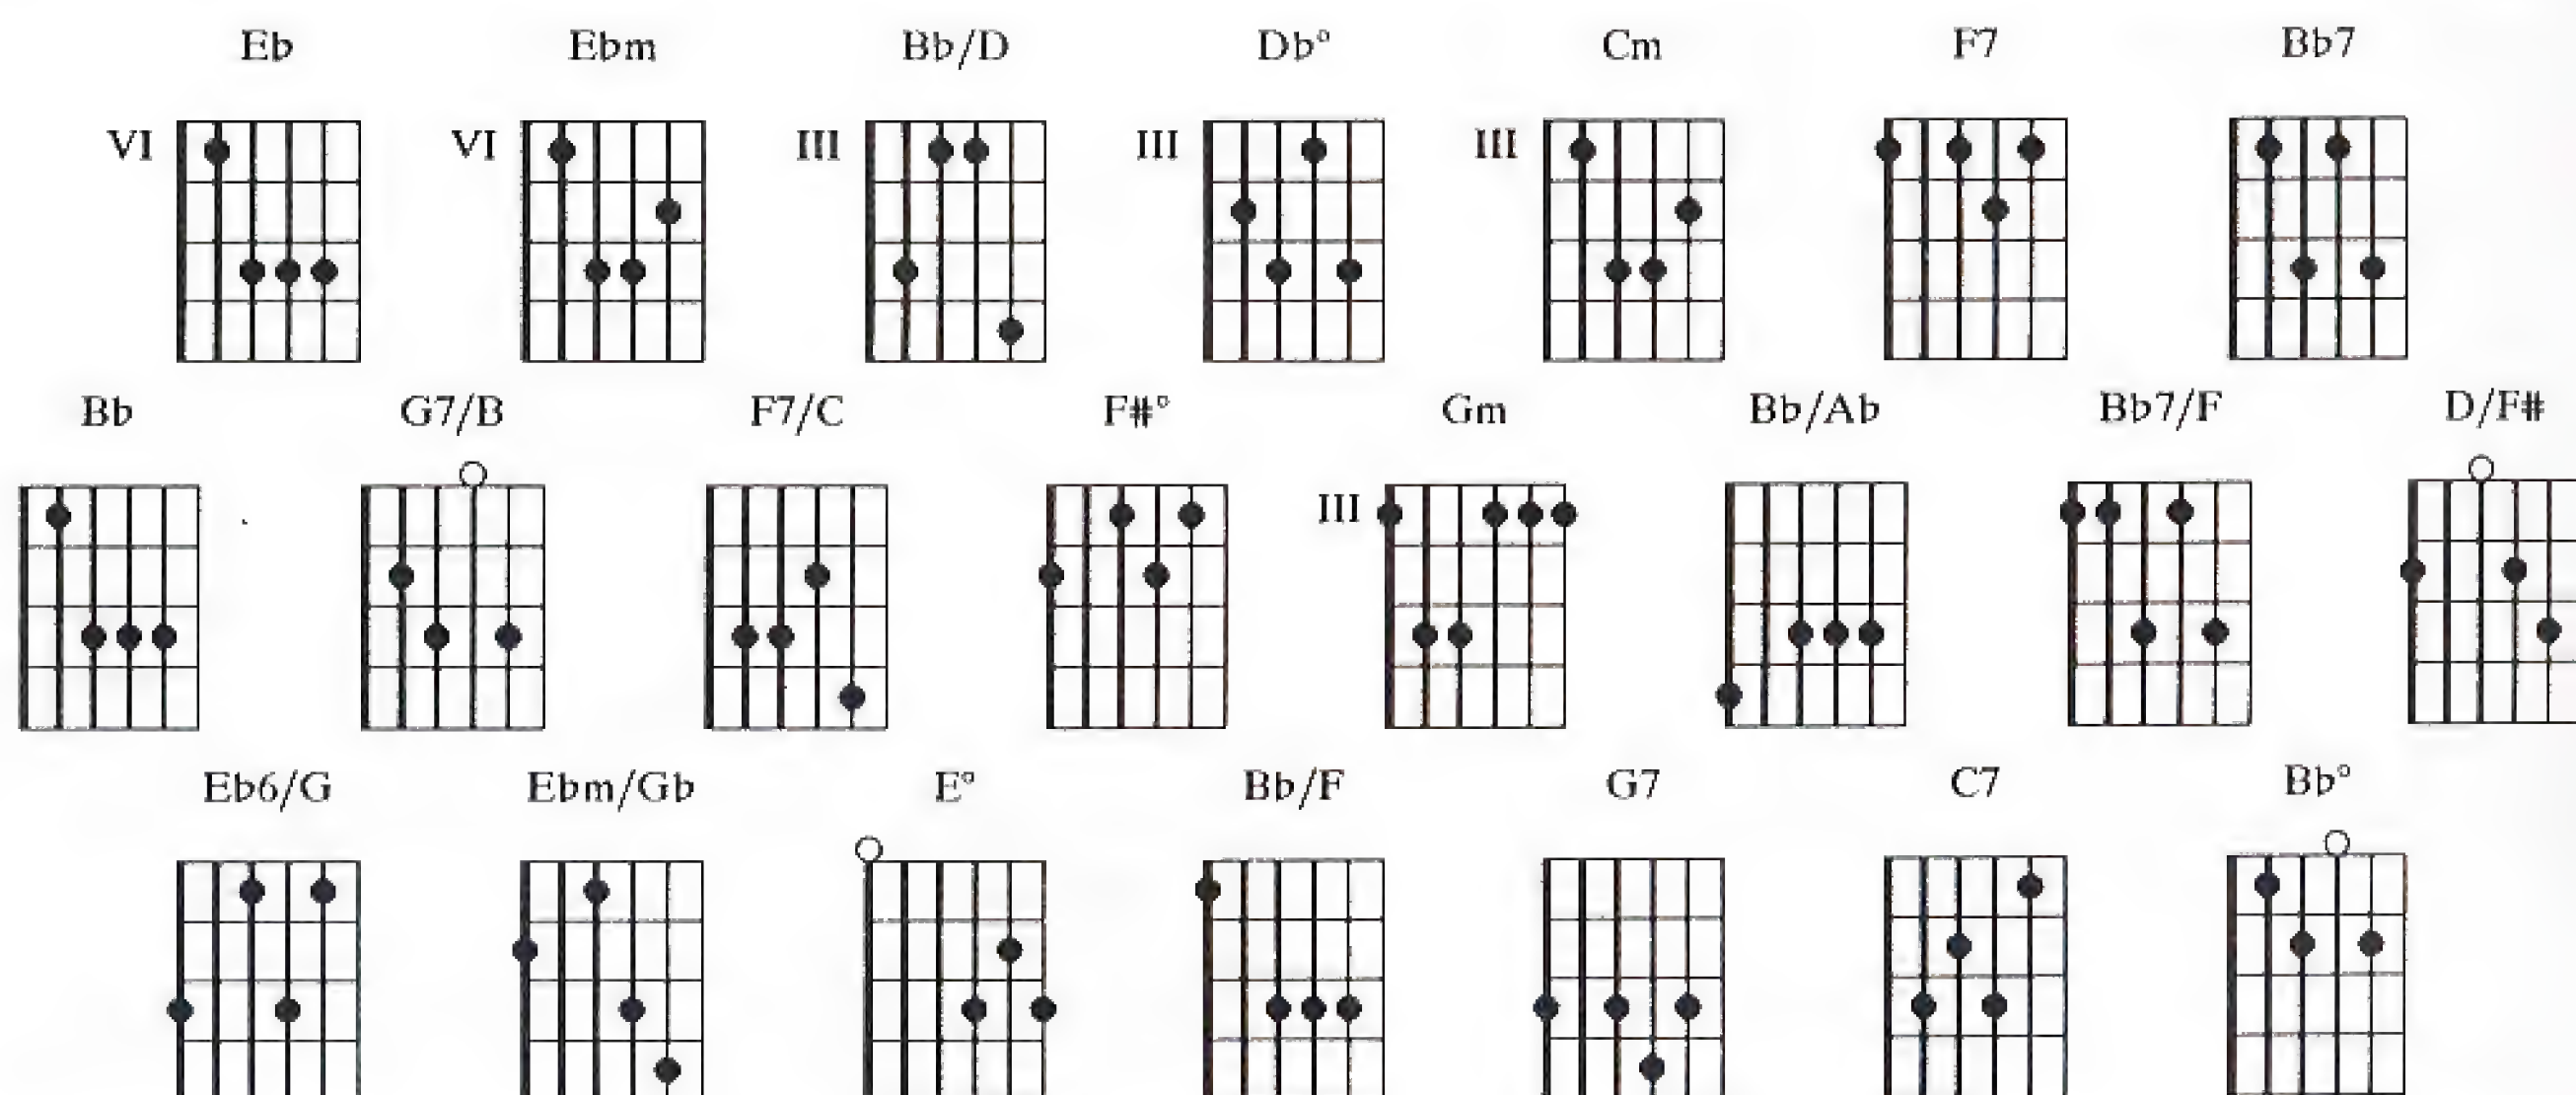 Eb Ebm Bb/D Db° Cm F7 Bb7
VI VI III III III
Bb G7/B F7/C F#° Gm Bb/Ab Bb7/F D/F#
III
Eb6/G Ebm/Gb E° Bb/F G7 C7 Bb°